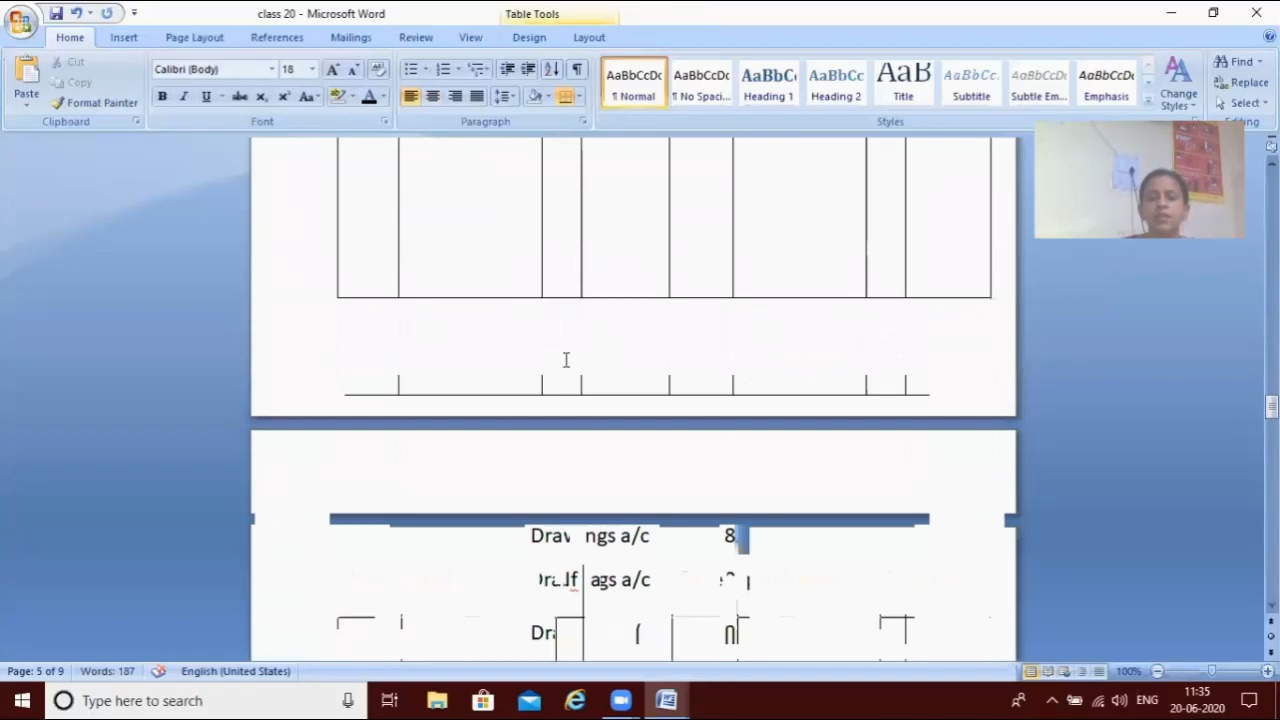 class 20 - Microsoft Word
Table Tools
Home Insert Page Layout References Mailings Review View Design Layout
Cut
Copy
Paste
Format Painter
Clipboard
Calibri (Body) 18
Font
Paragraph
AaBbCcDc AaBbCcDc AaBbC AaBbCc AaB AaBbCc. AaBbCcDc AaBbCcDc
¶ Normal ¶ No Spaci... Heading 1 Heading 2 Title Subtitle Subtle Em... Emphasis
Change
Styles
Styles
Find
Replace
Select
Editing
ngs a/c 8
ags a/c
Page: 5 of 9 Words: 187 English (United States) 100%
Type here to search
ENG
11:35
20-06-2020